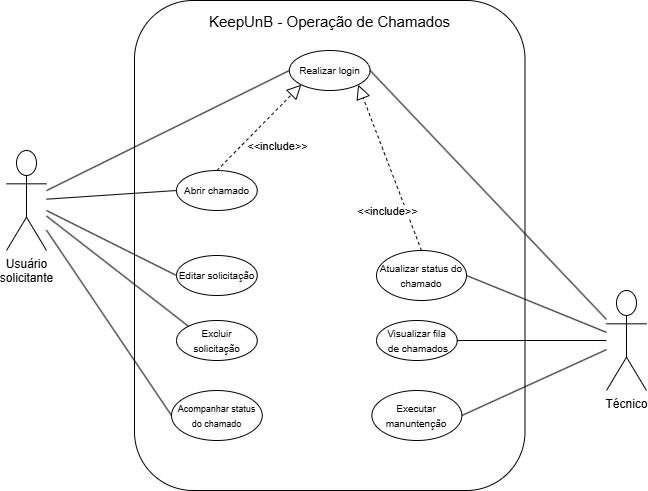 KeepUnB - Operação de Chamados
Realizar login
<<include>>
Abrir chamado
<<include>>
Usuário
solicitante
Editar solicitação
Atualizar status do
chamado
Excluir
solicitação
Visualizar fila
de chamados
Acompanhar status
do chamado
Executar
manuntenção
Técnico